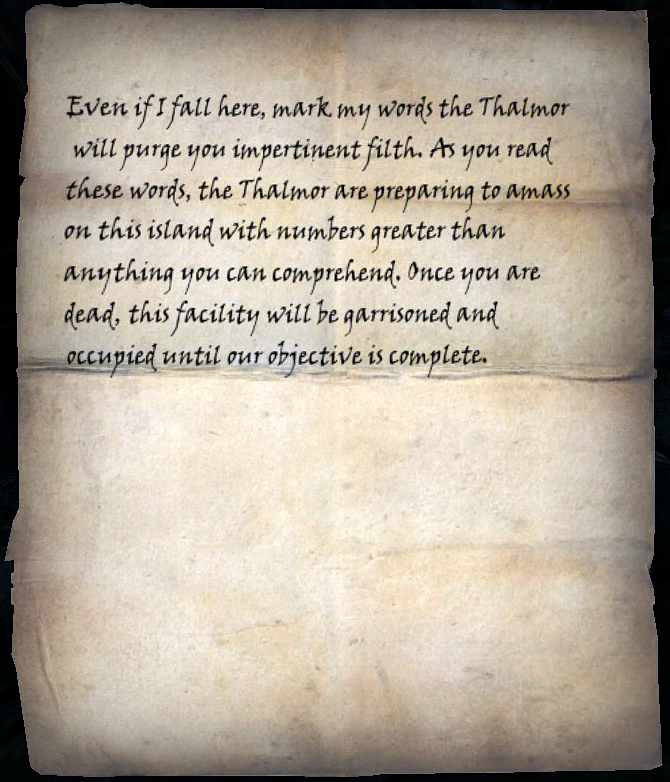 Even if I fall here, mark my words the Thalmor
will purge you impertinent filth. As you read
these words, the Thalmor are preparing to amass
on this island with numbers greater than
anything you can comprehend. Once you are
dead, this facility will be garrisoned and
occupied until our objective is complete.